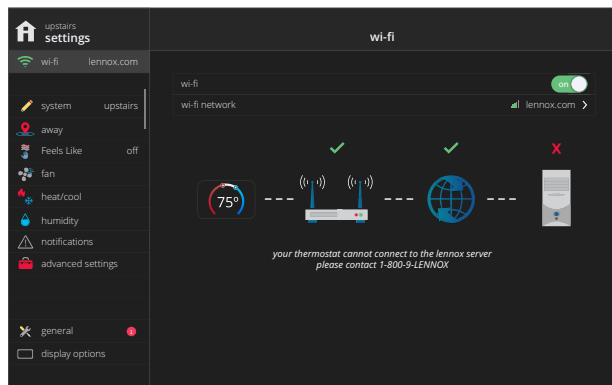 upstairs
settings
wi-fi
wi-fi lennox.com
wi-fi on
wi-fi network lennox.com
system upstairs
away
Feels Like off
fan
heat/cool
humidity
notifications
advanced settings
general 1
display options
75°
X
your thermostat cannot connect to the lennox server
please contact 1-800-9-LENNOX